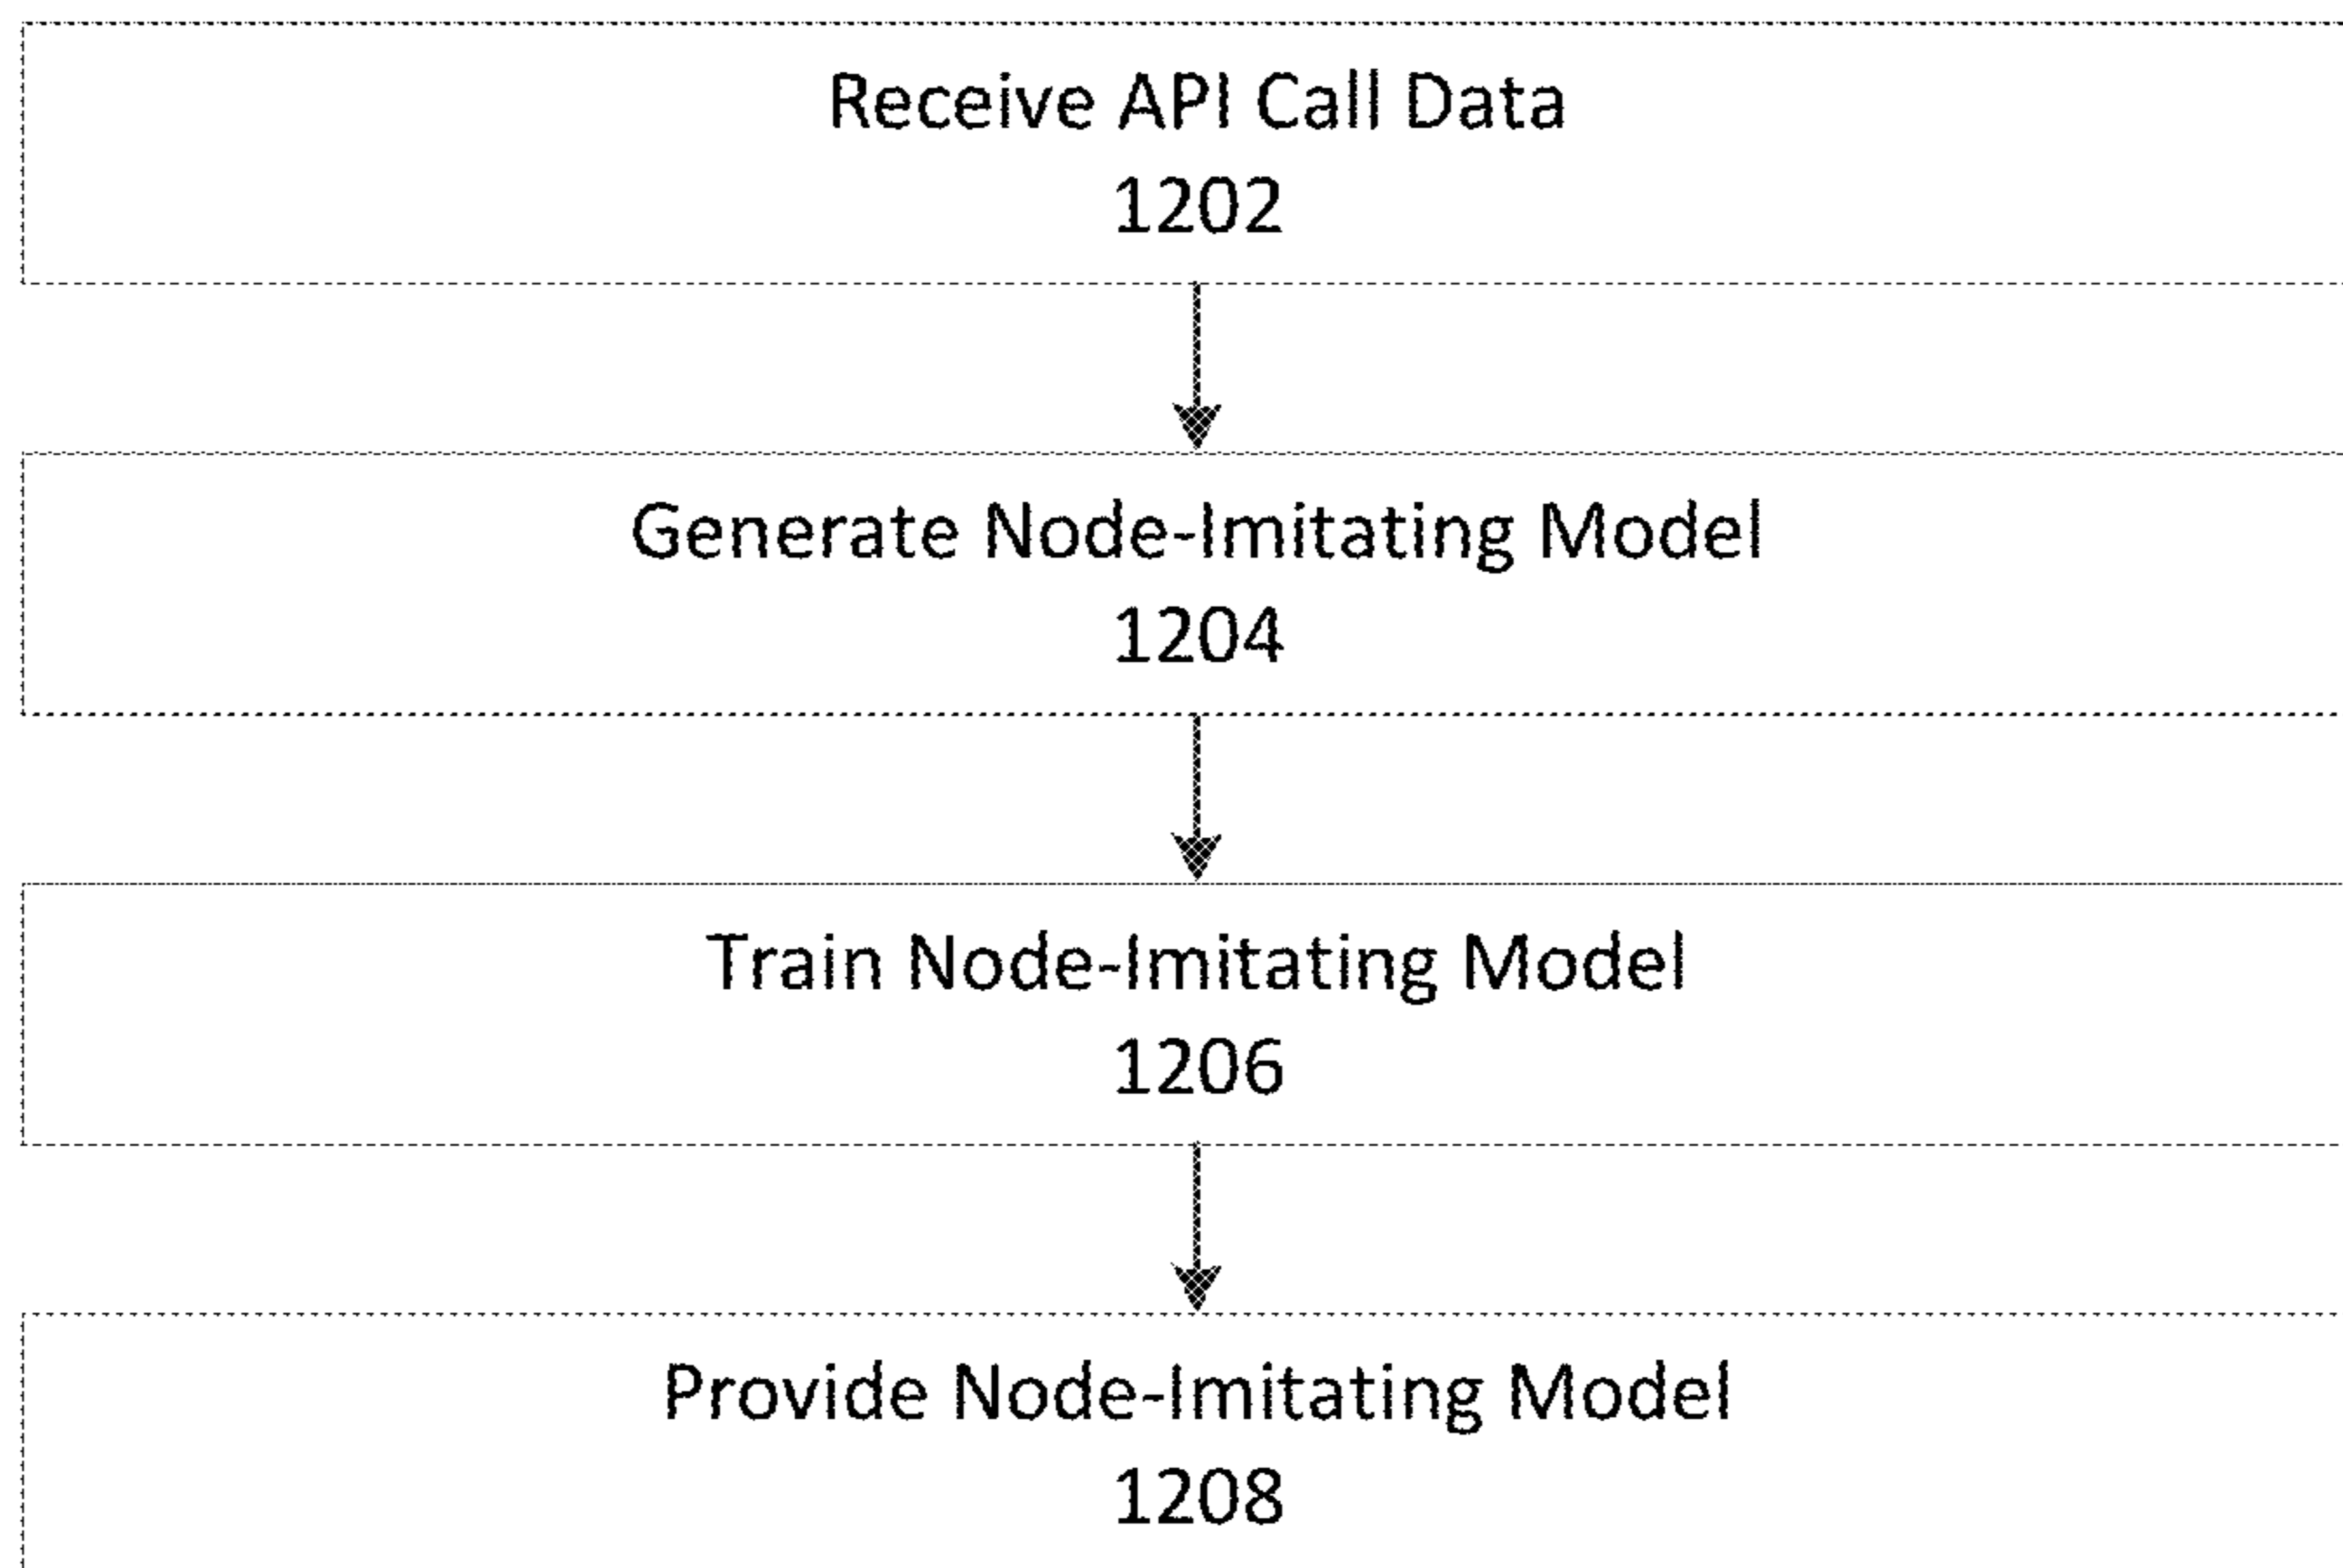 Receive API Call Data
1202
Generate Node-Imitating Model
1204
Train Node-Imitating Model
1206
Provide Node-Imitating Model
1208